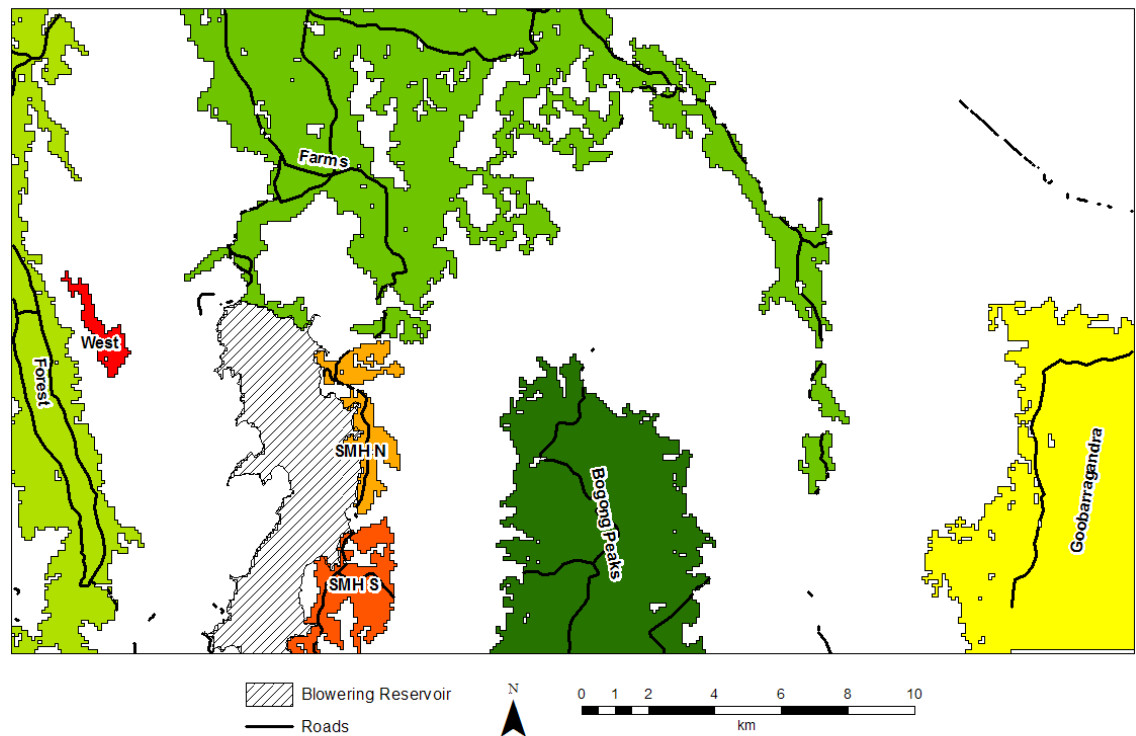 Farms
West
Forest
SMH N
Bogong Peaks
Goobarragandra
SMH S
Blowering Reservoir
Roads
N
0 1 2 4 6 8 10
km